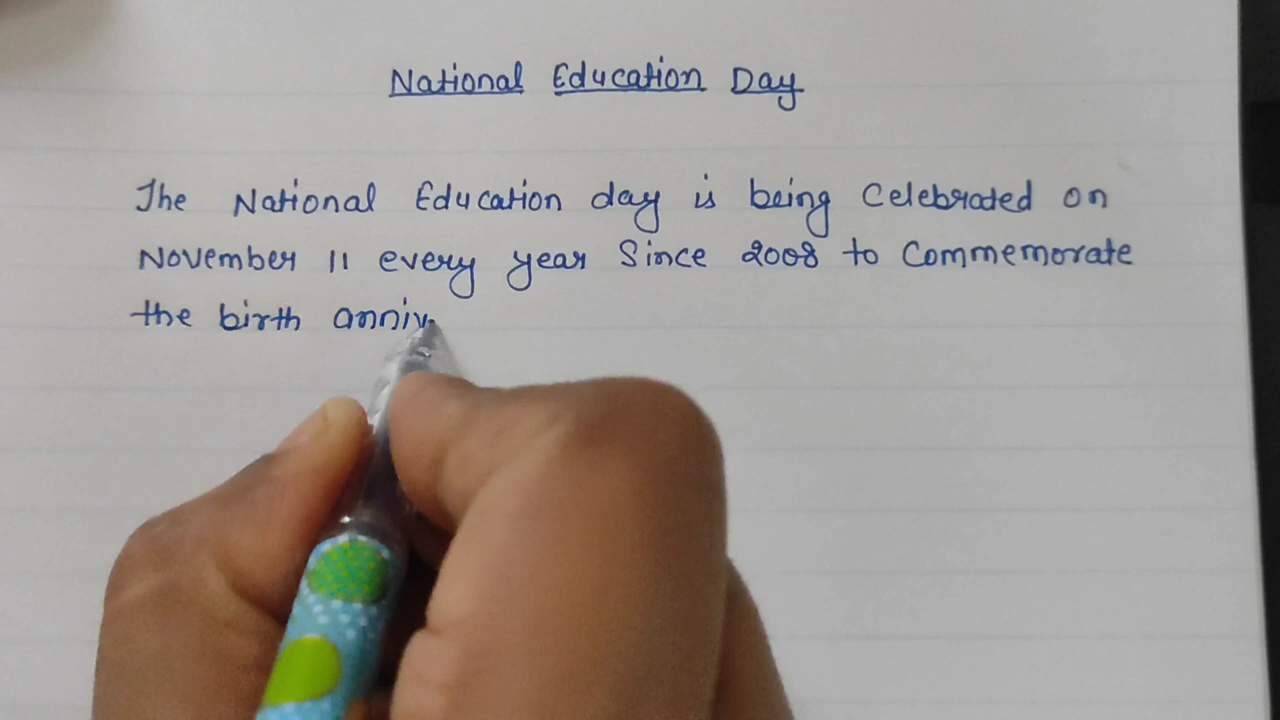 National Education Day
The National Education day is being Celebrated on
November 11 every year Since 2008 to Commemorate
the birth anniv